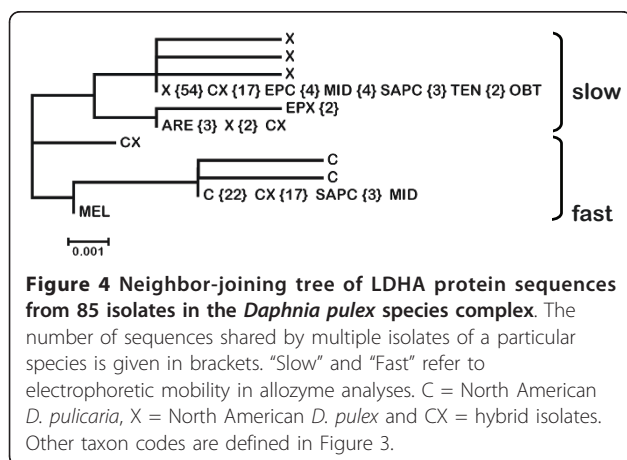 X
X
X
X {54} CX {17} EPC {4} MID {4} SAPC {3} TEN {2} OBT
slow
EPX {2}
ARE {3} X {2} CX
CX
C
C
C {22} CX {17} SAPC {3} MID
fast
MEL
0.001
Figure 4 Neighbor-joining tree of LDHA protein sequences
from 85 isolates in the Daphnia pulex species complex. The
number of sequences shared by multiple isolates of a particular
species is given in brackets. “Slow” and “Fast” refer to
electrophoretic mobility in allozyme analyses. C = North American
D. pulicaria, X = North American D. pulex and CX = hybrid isolates.
Other taxon codes are defined in Figure 3.